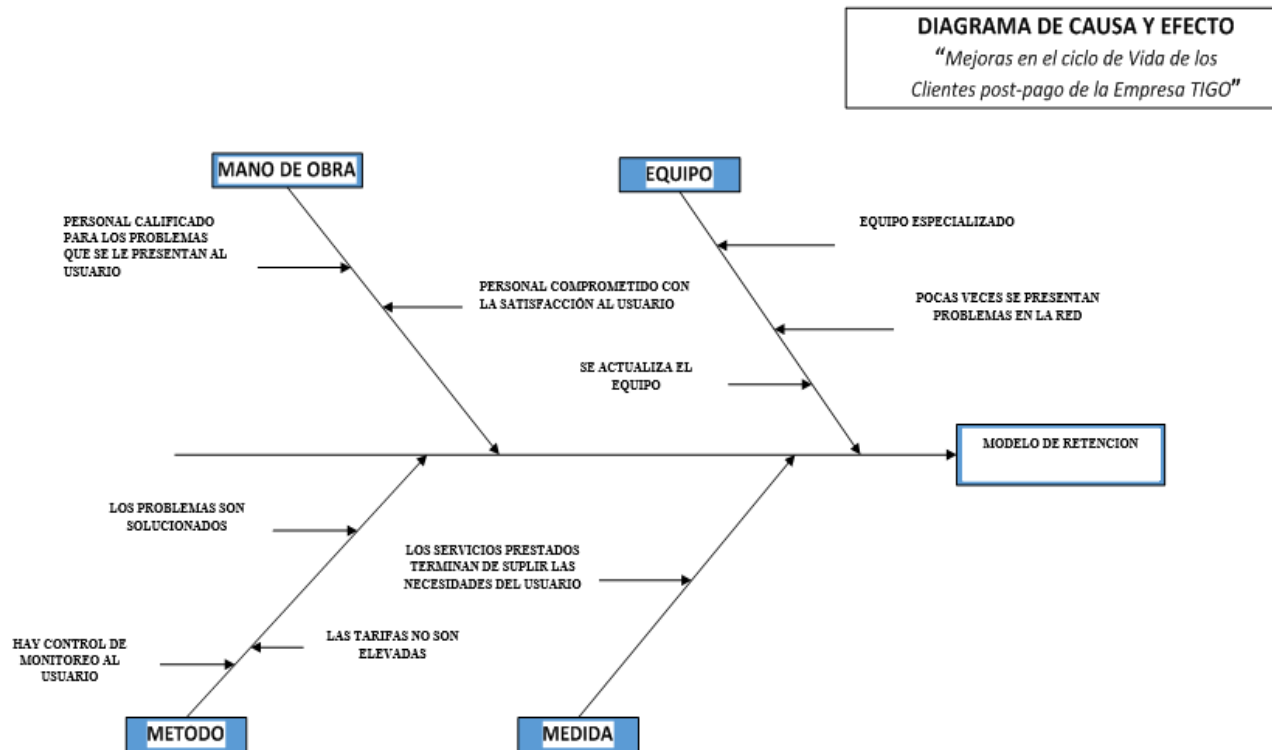 DIAGRAMA DE CAUSA Y EFECTO
“Mejoras en el ciclo de Vida de los
Clientes post-pago de la Empresa TIGO”
MANO DE OBRA
EQUIPO
PERSONAL CALIFICADO
PARA LOS PROBLEMAS
QUE SE LE PRESENTAN AL
USUARIO
EQUIPO ESPECIALIZADO
PERSONAL COMPROMETIDO CON
LA SATISFACCIÓN AL USUARIO
POCAS VECES SE PRESENTAN
PROBLEMAS EN LA RED
SE ACTUALIZA EL
EQUIPO
MODELO DE RETENCION
LOS PROBLEMAS SON
SOLUCIONADOS
LOS SERVICIOS PRESTADOS
TERMINAN DE SUPLIR LAS
NECESIDADES DEL USUARIO
HAY CONTROL DE
MONITOREO AL
USUARIO
LAS TARIFAS NO SON
ELEVADAS
METODO
MEDIDA